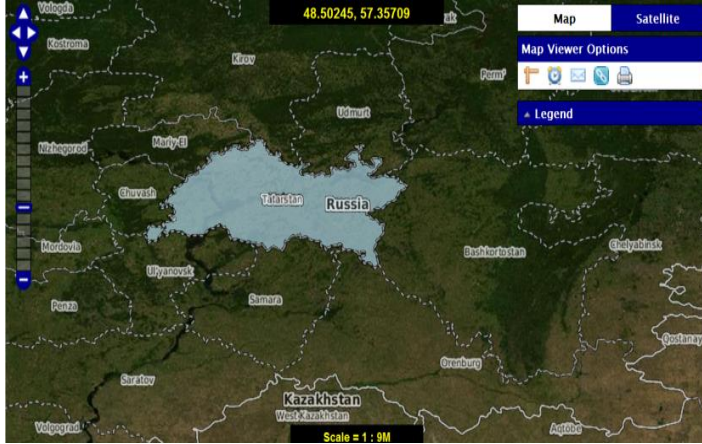 Vologda
48.50245, 57.35709
ak
Map
Satellite
Kostroma
Map Viewer Options
Kirov
Perm'
Legend
Udmurt
Mariy-El
Nizhegorod
Chuvash
Tatarstan
Russia
Mordovia
Bashkortostan
Chelyabinsk
Ul'yanovsk
Samara
Penza
Qostanay
Orenburg
Saratov
Kazakhstan
West Kazakhstan
Volgograd
Aqtöbe
Scale = 1 : 9M